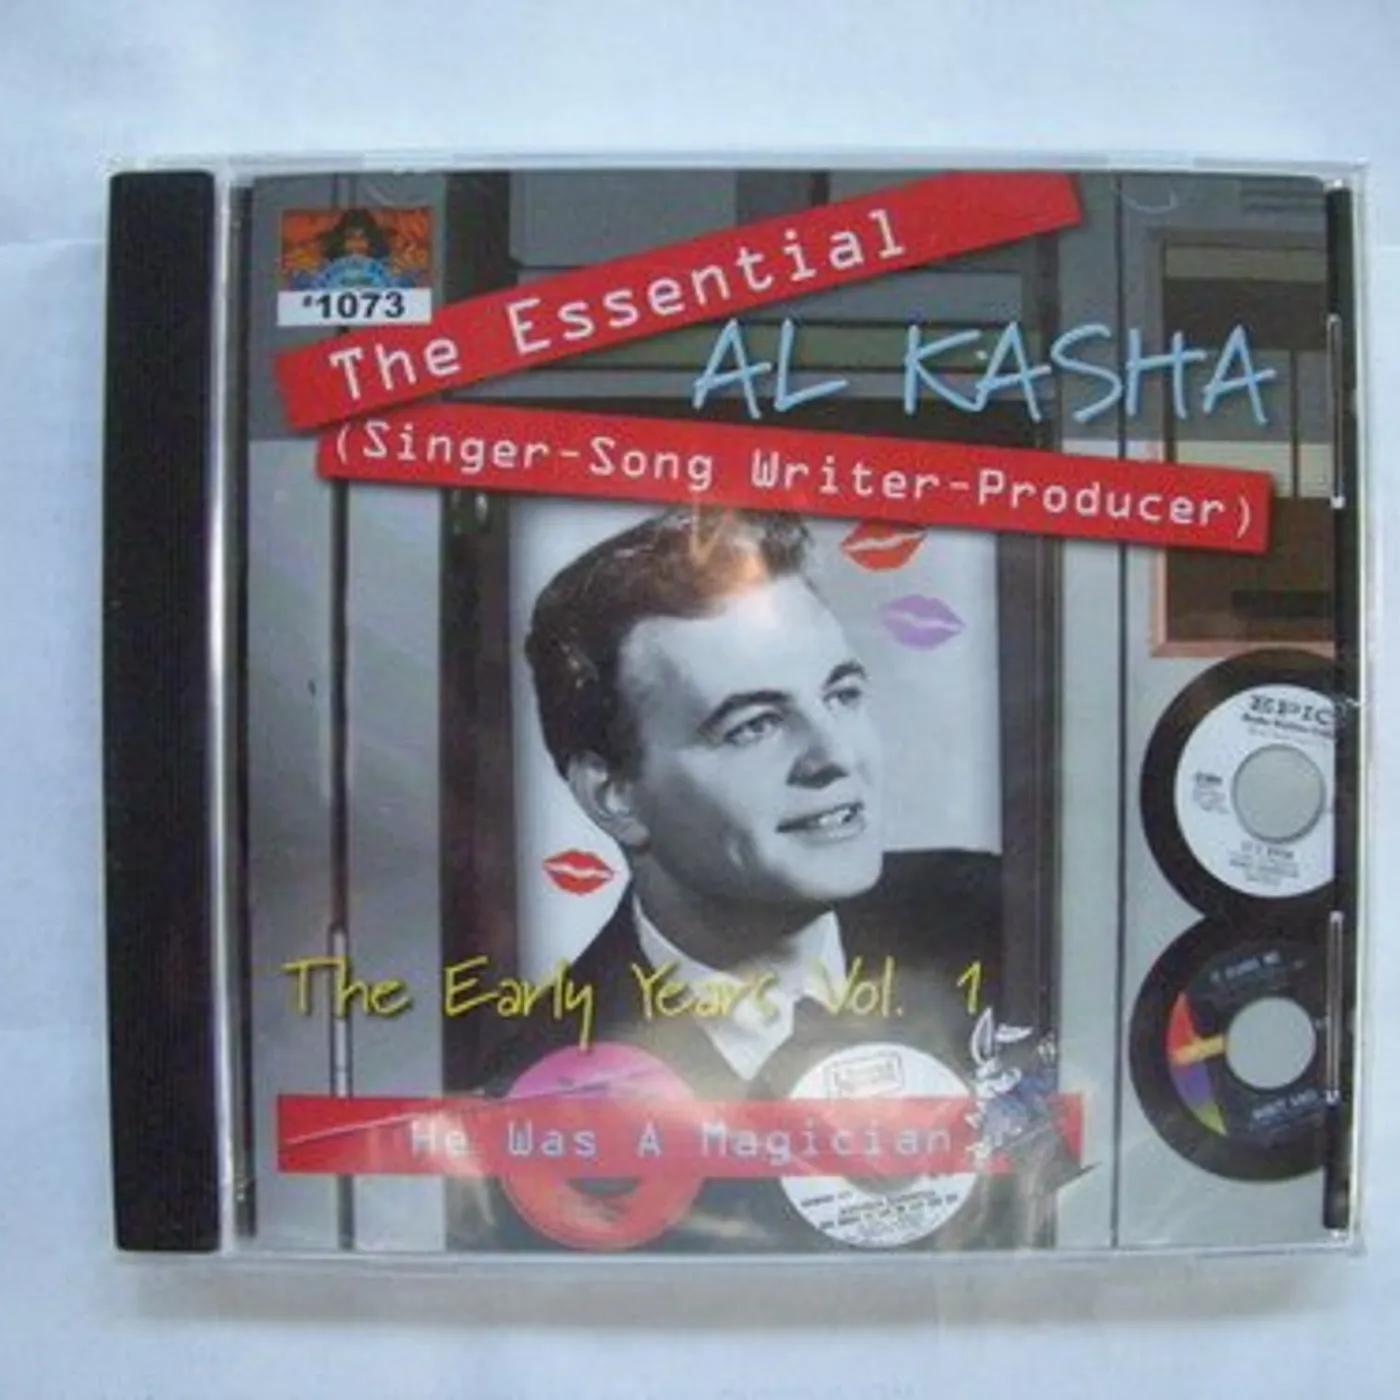 #1073
The Essential
AL KASHA
(Singer-Song Writer-Producer)
EPIC
The Early Years Vol. 1
He Was A Magician